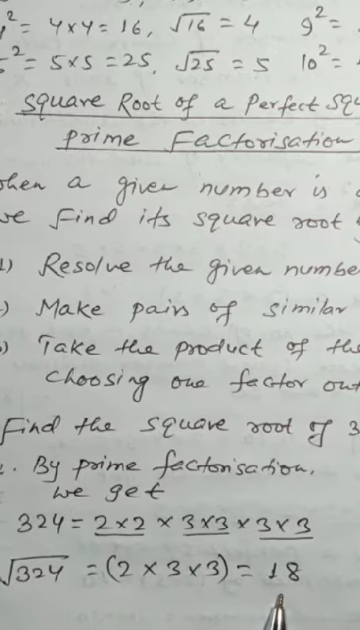 ² = 4×4 = 16, √16 = 4 9² =
² = 5×5 = 25, √25 = 5 10² =
Square Root of a Perfect Squ
prime Factorisation
when a given number is
we find its square root
1) Resolve the given numbe
) Make pairs of similar
) Take the product of the
choosing one factor out
Find the square root of 3
. By prime factorisation,
we get
324 = 2×2 × 3×3 × 3×3
√324 = (2 × 3 × 3) = 18